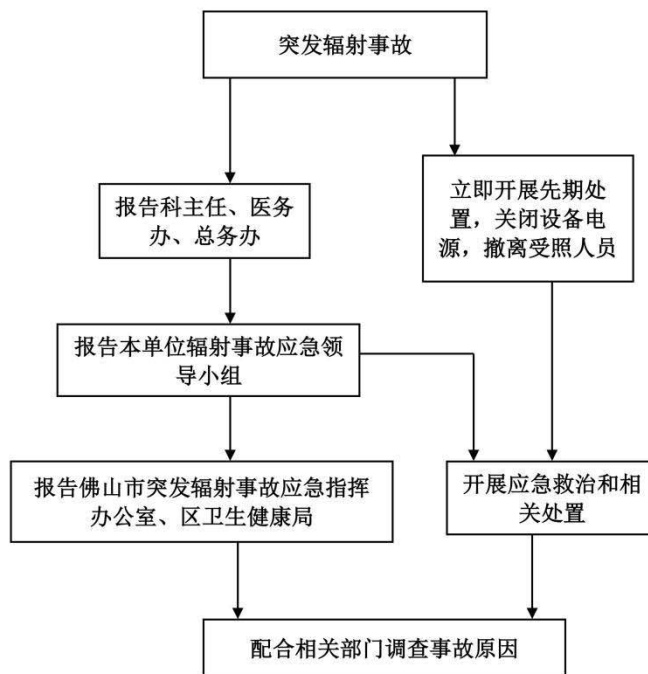 突发辐射事故
报告科主任、医务
办、总务办
立即开展先期处
置，关闭设备电
源，撤离受照人员
报告本单位辐射事故应急领
导小组
报告佛山市突发辐射事故应急指挥
办公室、区卫生健康局
开展应急救治和相
关处置
配合相关部门调查事故原因